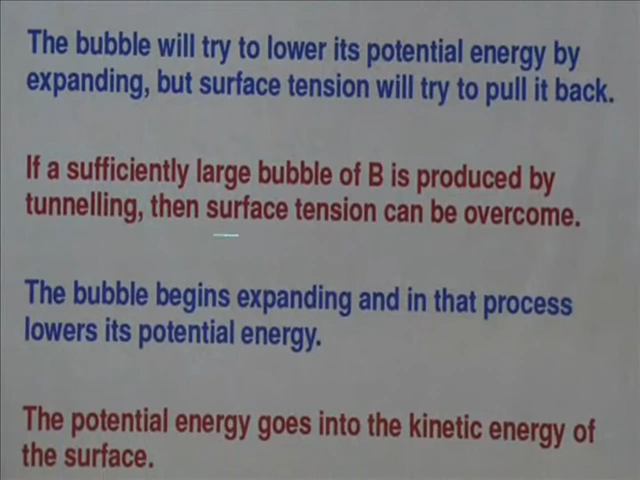 The bubble will try to lower its potential energy by
expanding, but surface tension will try to pull it back.
If a sufficiently large bubble of B is produced by
tunnelling, then surface tension can be overcome.
The bubble begins expanding and in that process
lowers its potential energy.
The potential energy goes into the kinetic energy of
the surface.